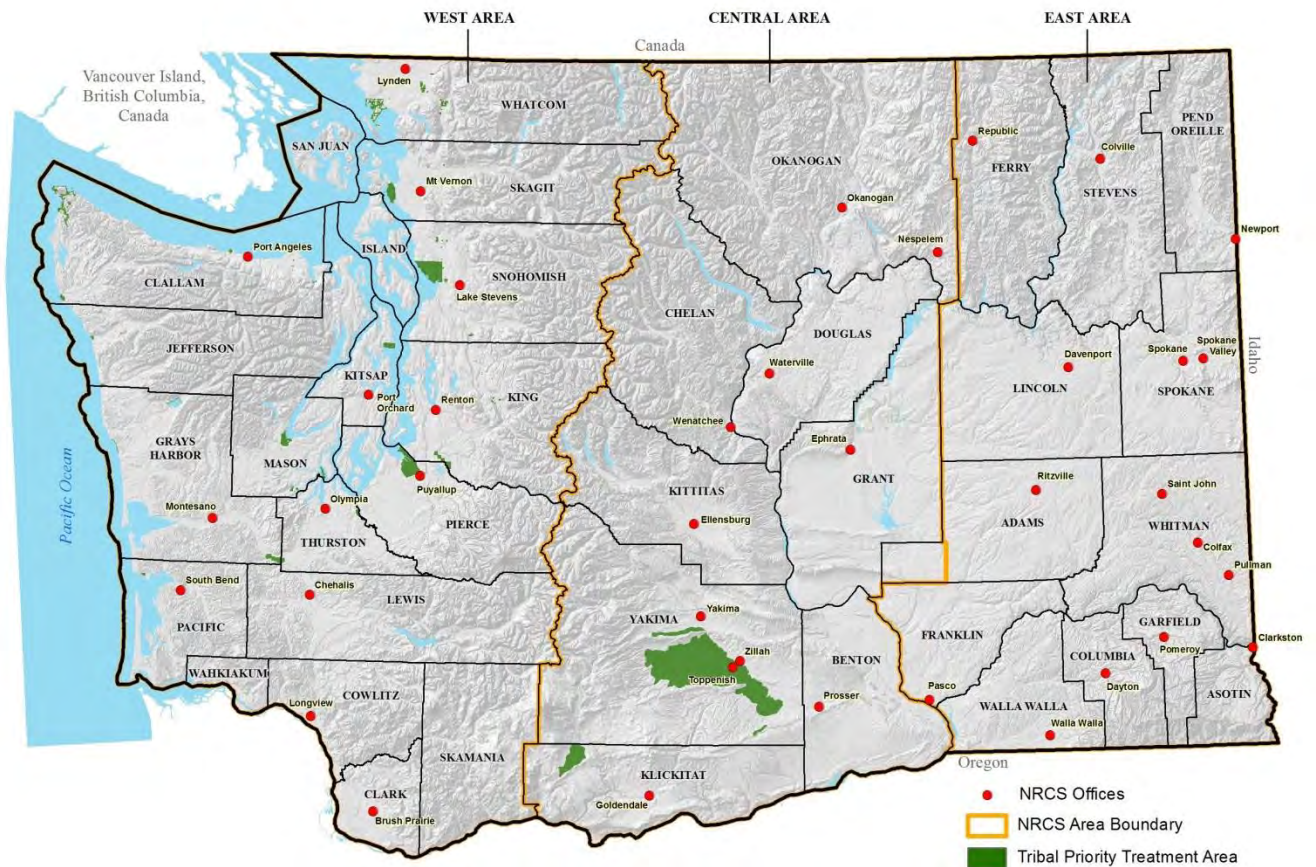 WEST AREA
CENTRAL AREA
EAST AREA
Canada
Vancouver Island,
British Columbia,
Canada
Lynden
WHATCOM
SAN JUAN
OKANOGAN
Republic
FERRY
Colville
STEVENS
PEND
OREILLE
Mt Vernon
SKAGIT
Okanogan
Nespelem
Newport
Port Angeles
ISLAND
CLALLAM
SNOHOMISH
Lake Stevens
CHELAN
DOUGLAS
JEFFERSON
KITSAP
Port
Orchard
Renton
KING
Waterville
Davenport
LINCOLN
Spokane
Spokane
Valley
SPOKANE
Idaho
Wenatchee
Ephrata
GRAYS
HARBOR
MASON
Pacific Ocean
Montesano
Olympia
Puyallup
PIERCE
THURSTON
KITTITAS
Ellensburg
GRANT
Ritzville
ADAMS
Saint John
WHITMAN
Colfax
Pullman
South Bend
PACIFIC
Chehalis
LEWIS
YAKIMA
Yakima
Zillah
Toppenish
BENTON
Prosser
FRANKLIN
Pasco
GARFIELD
Pomeroy
Clarkston
COLUMBIA
Dayton
ASOTIN
WAHKIAKUM
COWLITZ
Longview
SKAMANIA
WALLA WALLA
Walla Walla
Oregon
KLICKITAT
Goldendale
CLARK
Brush Prairie
NRCS Offices
NRCS Area Boundary
Tribal Priority Treatment Area